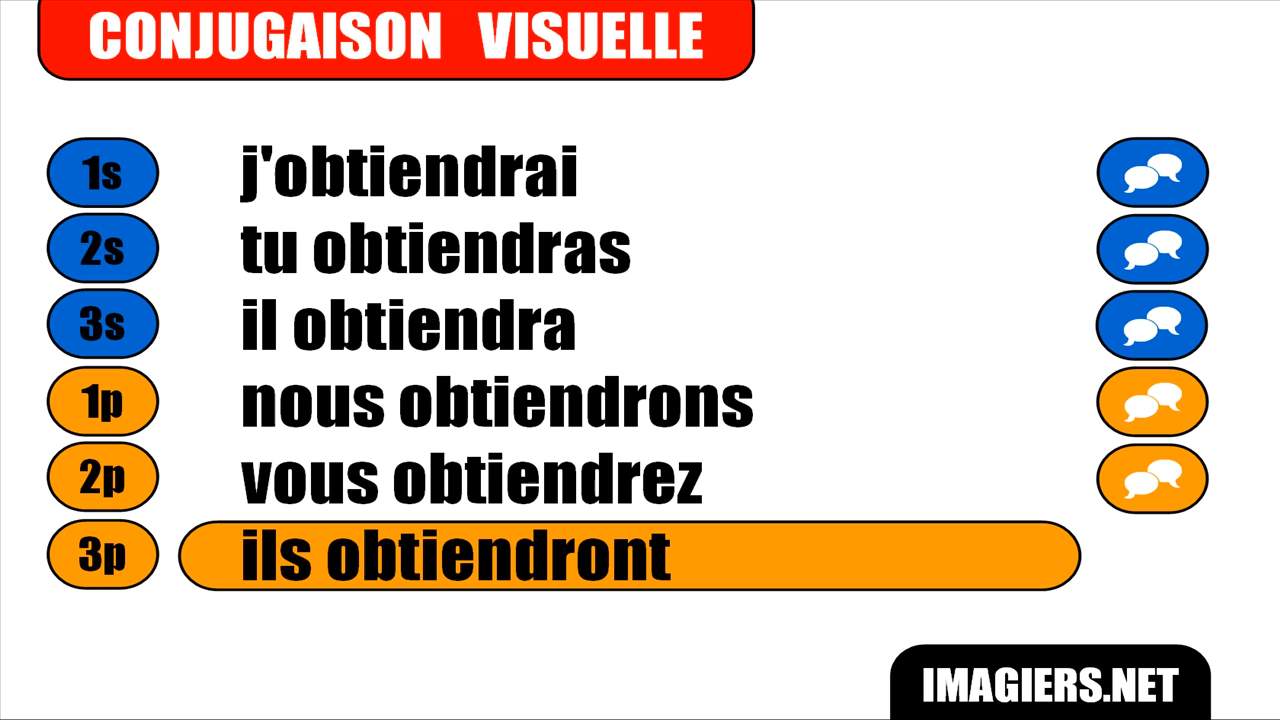 CONJUGAISON VISUELLE
1s j'obtiendrai
2s tu obtiendras
3s il obtiendra
1p nous obtiendrons
2p vous obtiendrez
3p ils obtiendront
IMAGIERS.NET